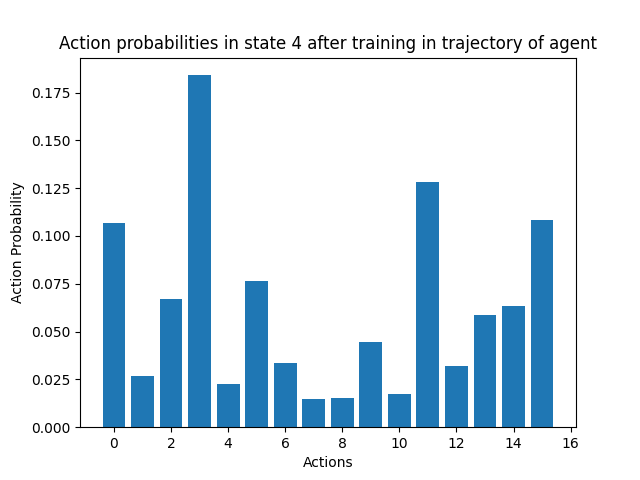 Action probabilities in state 4 after training in trajectory of agent
0.175
0.150
0.125
0.100
0.075
0.050
0.025
0.000
Action Probability
0 2 4 6 8 10 12 14 16
Actions